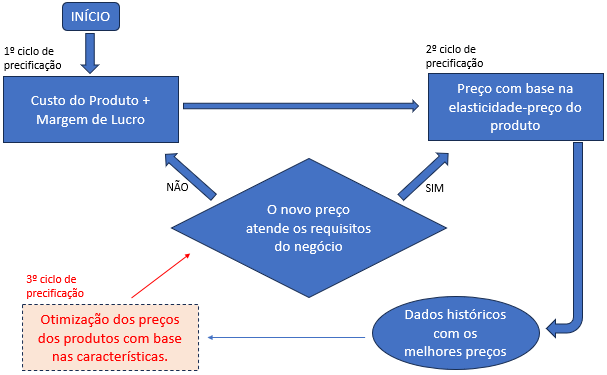 INÍCIO
1º ciclo de
precificação
Custo do Produto +
Margem de Lucro
2º ciclo de
precificação
Preço com base na
elasticidade-preço do
produto
NÃO
SIM
O novo preço
atende os requisitos
do negócio
3º ciclo de
precificação
Otimização dos preços
dos produtos com base
nas características.
Dados históricos
com os
melhores preços